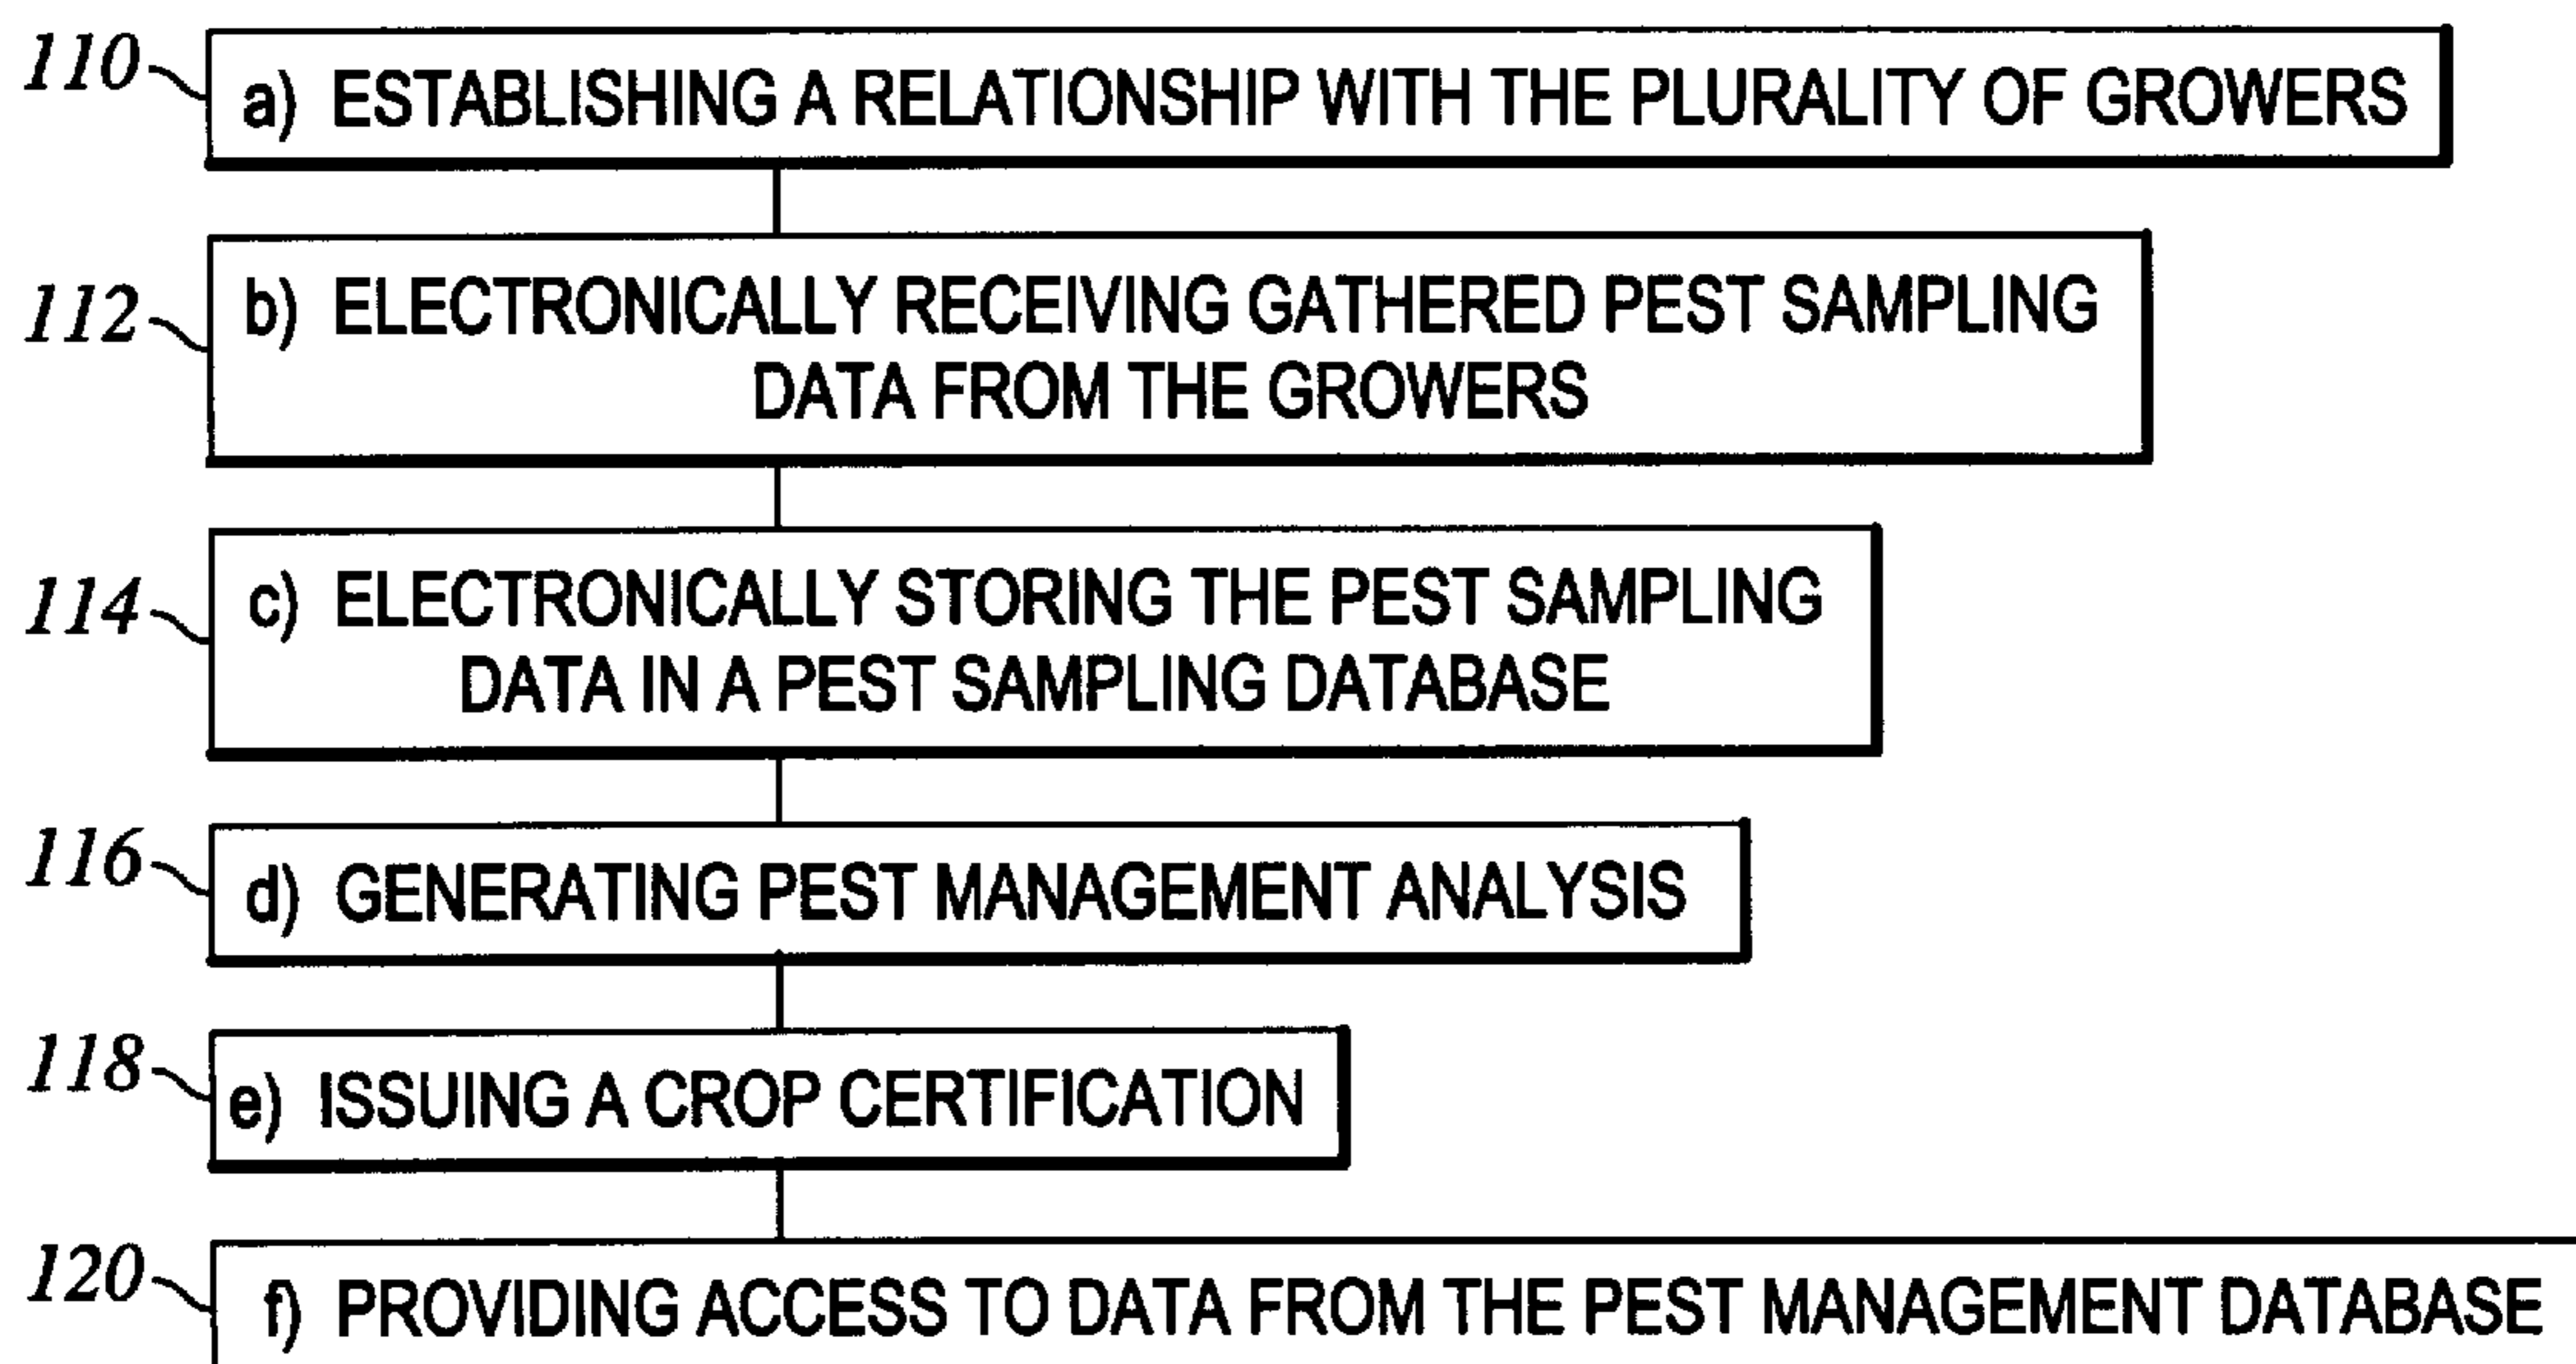 110
a) ESTABLISHING A RELATIONSHIP WITH THE PLURALITY OF GROWERS
112
b) ELECTRONICALLY RECEIVING GATHERED PEST SAMPLING
DATA FROM THE GROWERS
114
c) ELECTRONICALLY STORING THE PEST SAMPLING
DATA IN A PEST SAMPLING DATABASE
116
d) GENERATING PEST MANAGEMENT ANALYSIS
118
e) ISSUING A CROP CERTIFICATION
120
f) PROVIDING ACCESS TO DATA FROM THE PEST MANAGEMENT DATABASE